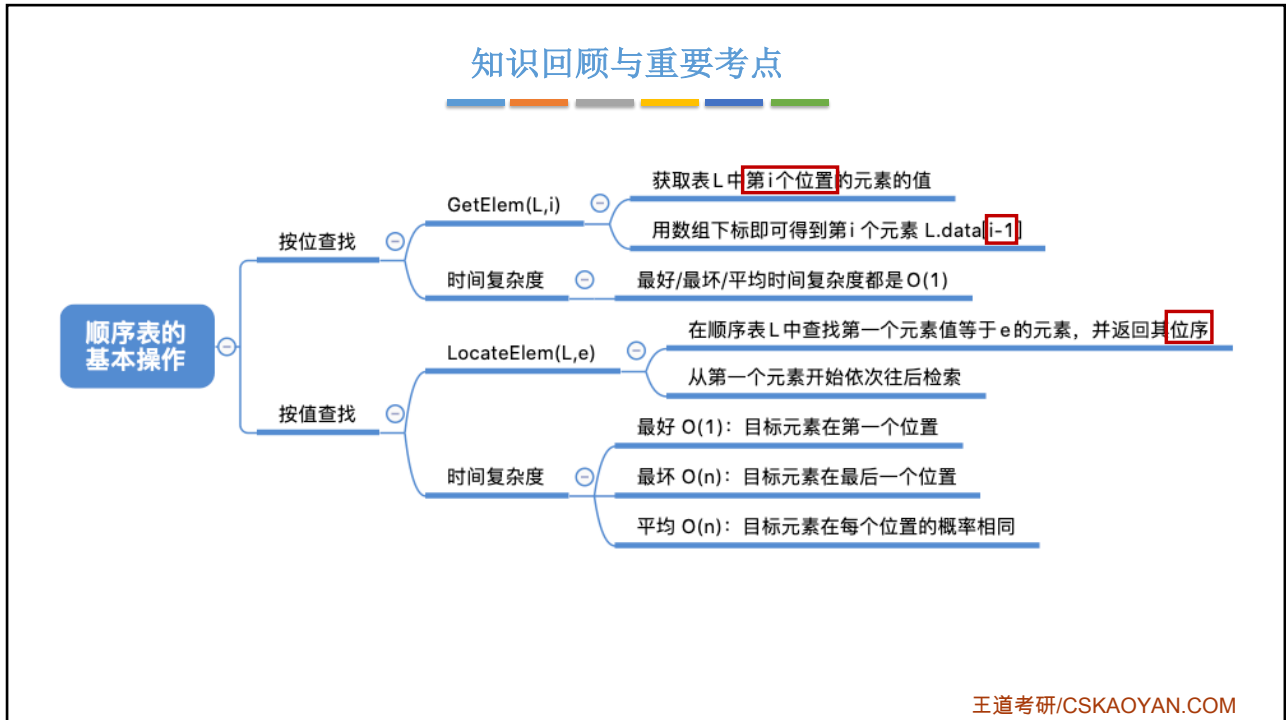 知识回顾与重要考点
顺序表的
基本操作
按位查找
GetElem(L,i)
获取表L中第i个位置的元素的值
用数组下标即可得到第i个元素 L.data[i-1]
时间复杂度
最好/最坏/平均时间复杂度都是O(1)
按值查找
LocateElem(L,e)
在顺序表L中查找第一个元素值等于e的元素，并返回其位序
从第一个元素开始依次往后检索
时间复杂度
最好 O(1)：目标元素在第一个位置
最坏 O(n)：目标元素在最后一个位置
平均 O(n)：目标元素在每个位置的概率相同
王道考研/CSKAOYAN.COM